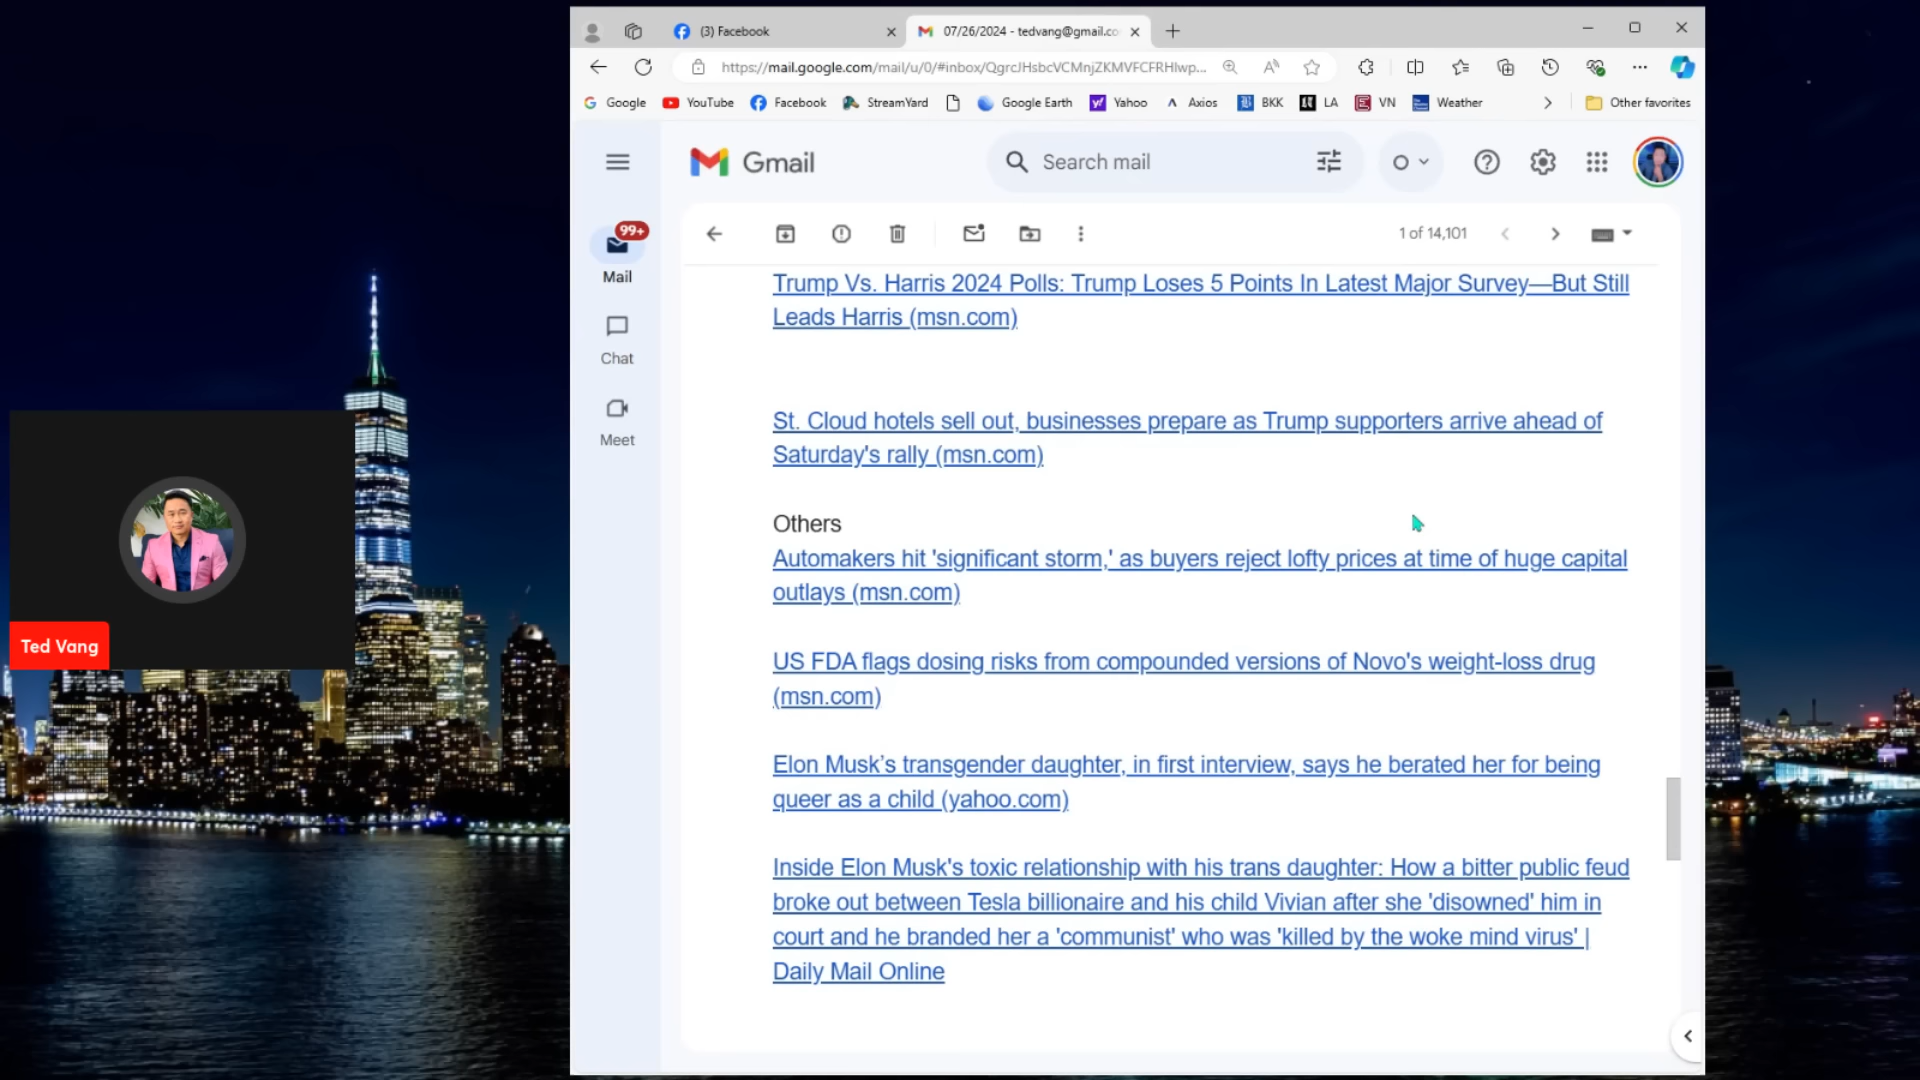 (3) Facebook
07/26/2024 - tedvang@gmail.co
https://mail.google.com/mail/u/0/#inbox/QgrcJHsbcVCMnjZKMVFCFRHlwp...
Google YouTube Facebook StreamYard Google Earth Yahoo Axios BKK LA VN Weather Other favorites
Gmail
Search mail
99+
Mail
Chat
Meet
1 of 14,101
Trump Vs. Harris 2024 Polls: Trump Loses 5 Points In Latest Major Survey—But Still
Leads Harris (msn.com)
St. Cloud hotels sell out, businesses prepare as Trump supporters arrive ahead of
Saturday's rally (msn.com)
Others
Automakers hit 'significant storm,' as buyers reject lofty prices at time of huge capital
outlays (msn.com)
US FDA flags dosing risks from compounded versions of Novo's weight-loss drug
(msn.com)
Elon Musk’s transgender daughter, in first interview, says he berated her for being
queer as a child (yahoo.com)
Inside Elon Musk's toxic relationship with his trans daughter: How a bitter public feud
broke out between Tesla billionaire and his child Vivian after she 'disowned' him in
court and he branded her a 'communist' who was 'killed by the woke mind virus' |
Daily Mail Online
Ted Vang